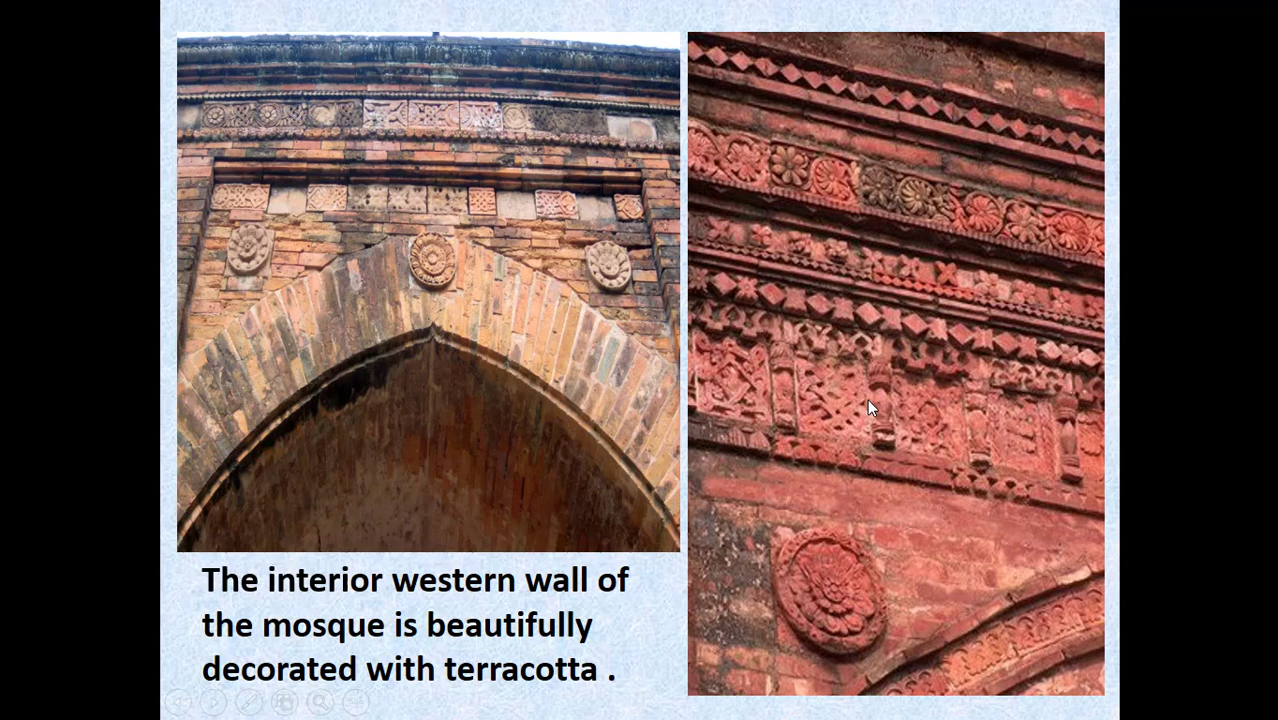 The interior western wall of
the mosque is beautifully
decorated with terracotta .